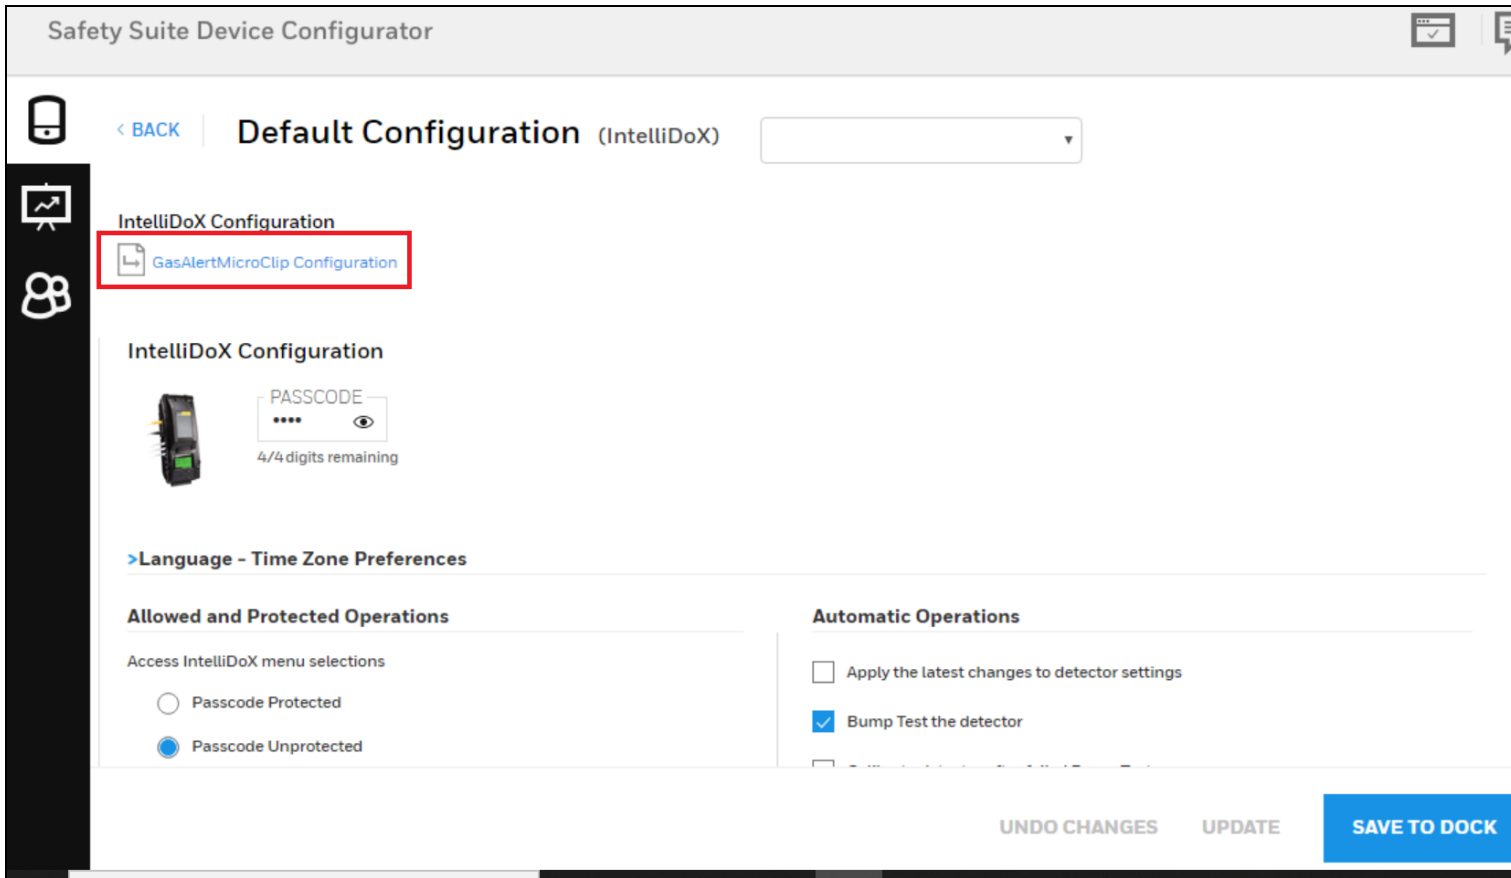 Safety Suite Device Configurator
< BACK
Default Configuration (IntelliDoX)
IntelliDoX Configuration
GasAlertMicroClip Configuration
IntelliDoX Configuration
PASSCODE
••••
4/4 digits remaining
>Language - Time Zone Preferences
Allowed and Protected Operations
Access IntelliDoX menu selections
Passcode Protected
Passcode Unprotected
Automatic Operations
Apply the latest changes to detector settings
Bump Test the detector
UNDO CHANGES
UPDATE
SAVE TO DOCK